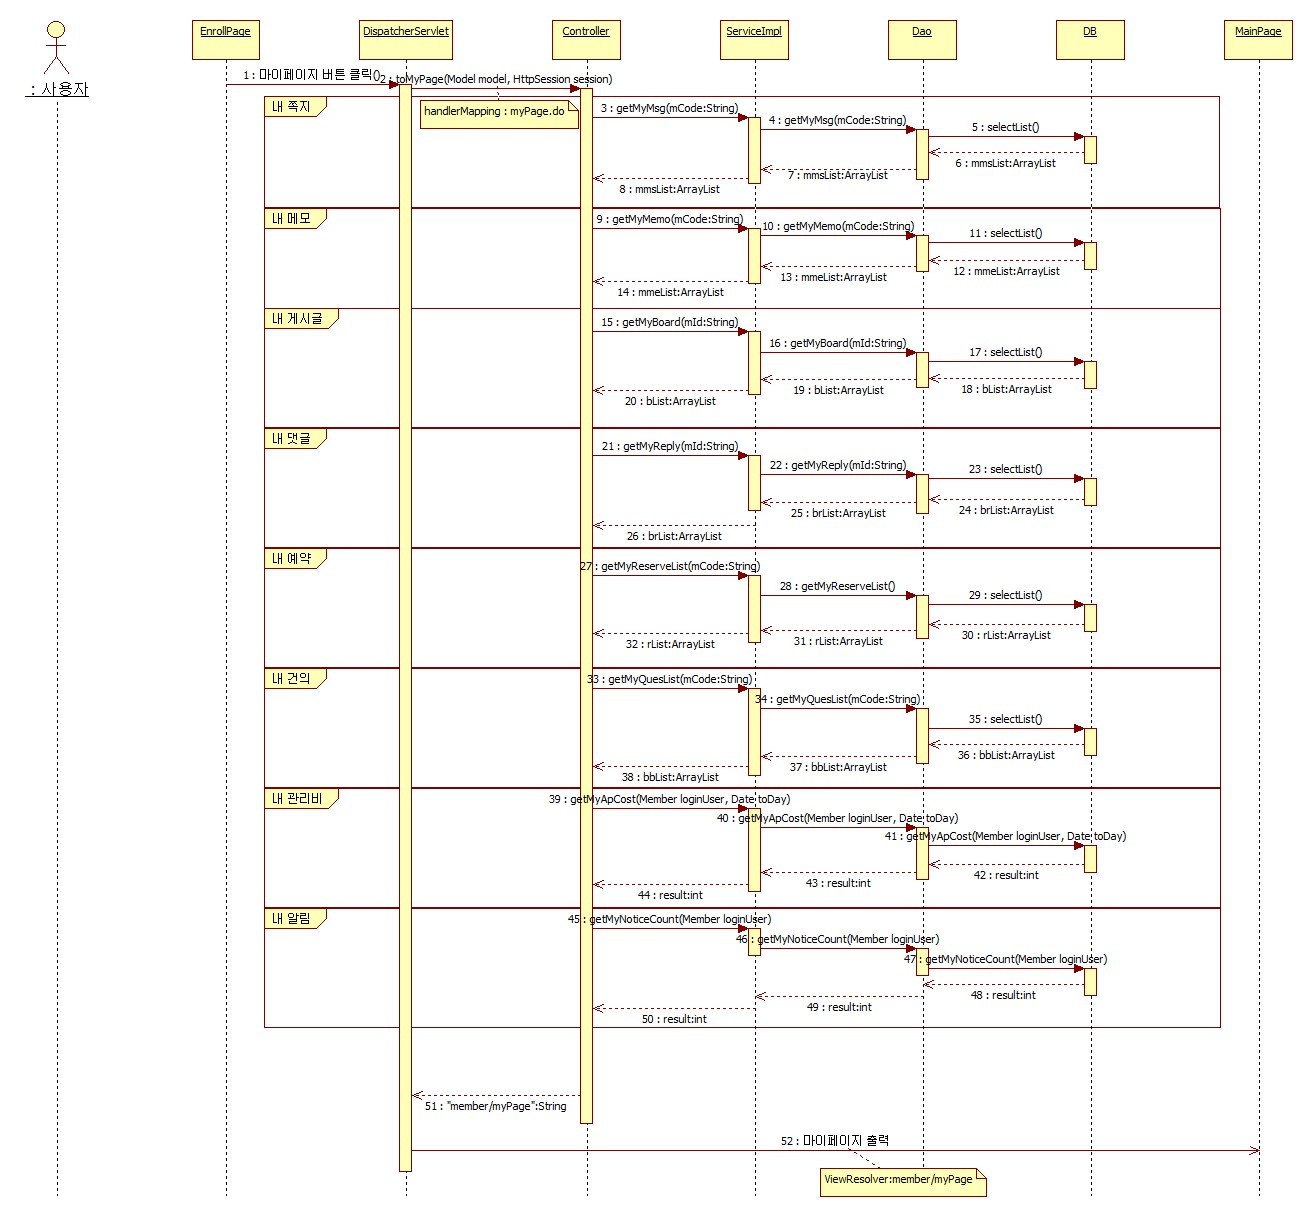 : 사용자
EnrollPage
DispatcherServlet
Controller
ServiceImpl
Dao
DB
MainPage
1 : 마이페이지 버튼 클릭()
2 : toMyPage(Model model, HttpSession session)
handlerMapping : myPage.do
내 쪽지
3 : getMyMsg(mCode:String)
4 : getMyMsg(mCode:String)
5 : selectList()
6 : mmsList:ArrayList
7 : mmsList:ArrayList
8 : mmsList:ArrayList
내 메모
9 : getMyMemo(mCode:String)
10 : getMyMemo(mCode:String)
11 : selectList()
12 : mmeList:ArrayList
13 : mmeList:ArrayList
14 : mmeList:ArrayList
내 게시글
15 : getMyBoard(mId:String)
16 : getMyBoard(mId:String)
17 : selectList()
18 : bList:ArrayList
19 : bList:ArrayList
20 : bList:ArrayList
내 댓글
21 : getMyReply(mId:String)
22 : getMyReply(mId:String)
23 : selectList()
24 : brList:ArrayList
25 : brList:ArrayList
26 : brList:ArrayList
내 예약
27 : getMyReserveList(mCode:String)
28 : getMyReserveList()
29 : selectList()
30 : rList:ArrayList
31 : rList:ArrayList
32 : rList:ArrayList
내 건의
33 : getMyQuesList(mCode:String)
34 : getMyQuesList(mCode:String)
35 : selectList()
36 : bbList:ArrayList
37 : bbList:ArrayList
38 : bbList:ArrayList
내 관리비
39 : getMyApCost(Member loginUser, Date toDay)
40 : getMyApCost(Member loginUser, Date toDay)
41 : getMyApCost(Member loginUser, Date toDay)
42 : result:int
43 : result:int
44 : result:int
내 알림
45 : getMyNoticeCount(Member loginUser)
46 : getMyNoticeCount(Member loginUser)
47 : getMyNoticeCount(Member loginUser)
48 : result:int
49 : result:int
50 : result:int
51 : "member/myPage":String
52 : 마이페이지 출력
ViewResolver:member/myPage